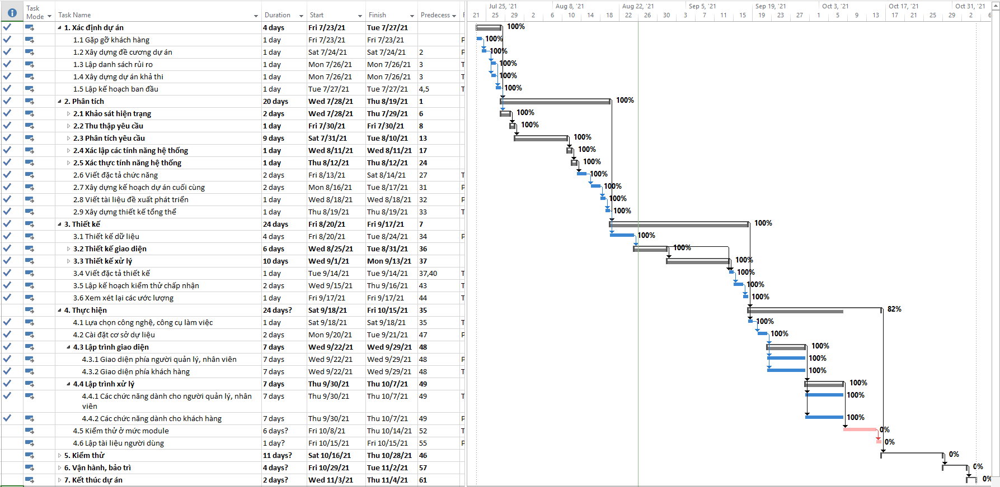 Task Mode Task Name Duration Start Finish Predecess
Jul 25, '21 Aug 8, '21 Aug 22, '21 Sep 5, '21 Sep 19, '21 Oct 3, '21 Oct 17, '21 Oct 31, '21
21 25 29 2 6 10 14 18 22 26 30 3 7 11 15 19 23 27 1 5 9 13 17 21 25 29 2 6
1. Xác định dự án 4 days Fri 7/23/21 Tue 7/27/21 100%
1.1 Gặp gỡ khách hàng 1 day Fri 7/23/21 Fri 7/23/21 P 100%
1.2 Xây dựng đề cương dự án 1 day Sat 7/24/21 Sat 7/24/21 2 P 100%
1.3 Lập danh sách rủi ro 1 day Mon 7/26/21 Mon 7/26/21 3 T 100%
1.4 Xây dựng dự án khả thi 1 day Mon 7/26/21 Mon 7/26/21 3 P 100%
1.5 Lập kế hoạch ban đầu 1 day Tue 7/27/21 Tue 7/27/21 4,5 T 100%
2. Phân tích 20 days Wed 7/28/21 Thu 8/19/21 1 100%
2.1 Khảo sát hiện trạng 2 days Wed 7/28/21 Thu 7/29/21 6 100%
2.2 Thu thập yêu cầu 1 day Fri 7/30/21 Fri 7/30/21 8 100%
2.3 Phân tích yêu cầu 9 days Sat 7/31/21 Tue 8/10/21 13 100%
2.4 Xác lập các tính năng hệ thống 1 day Wed 8/11/21 Wed 8/11/21 17 100%
2.5 Xác thực tính năng hệ thống 1 day Thu 8/12/21 Thu 8/12/21 24 100%
2.6 Viết đặc tả chức năng 2 days Fri 8/13/21 Sat 8/14/21 27 T 100%
2.7 Xây dựng kế hoạch dự án cuối cùng 2 days Mon 8/16/21 Tue 8/17/21 31 P 100%
2.8 Viết tài liệu đề xuất phát triển 1 day Wed 8/18/21 Wed 8/18/21 32 P 100%
2.9 Xây dựng thiết kế tổng thể 1 day Thu 8/19/21 Thu 8/19/21 33 T 100%
3. Thiết kế 24 days Fri 8/20/21 Fri 9/17/21 7 100%
3.1 Thiết kế dữ liệu 4 days Fri 8/20/21 Tue 8/24/21 34 P 100%
3.2 Thiết kế giao diện 6 days Wed 8/25/21 Tue 8/31/21 36 100%
3.3 Thiết kế xử lý 10 days Wed 9/1/21 Mon 9/13/21 37 100%
3.4 Viết đặc tả thiết kế 1 day Tue 9/14/21 Tue 9/14/21 37,40 T 100%
3.5 Lập kế hoạch kiểm thử chấp nhận 2 days Wed 9/15/21 Thu 9/16/21 43 T 100%
3.6 Xem xét lại các ước lượng 1 day Fri 9/17/21 Fri 9/17/21 44 T 100%
4. Thực hiện 24 days? Sat 9/18/21 Fri 10/15/21 35 82%
4.1 Lựa chọn công nghệ, công cụ làm việc 1 day Sat 9/18/21 Sat 9/18/21 35 T 100%
4.2 Cài đặt cơ sở dự liệu 2 days Mon 9/20/21 Tue 9/21/21 47 P 100%
4.3 Lập trình giao diện 7 days Wed 9/22/21 Wed 9/29/21 48 100%
4.3.1 Giao diện phía người quản lý, nhân viên 7 days Wed 9/22/21 Wed 9/29/21 48 P 100%
4.3.2 Giao diện phía khách hàng 7 days Wed 9/22/21 Wed 9/29/21 48 T 100%
4.4 Lập trình xử lý 7 days Thu 9/30/21 Thu 10/7/21 49 100%
4.4.1 Các chức năng dành cho người quản lý, nhân 7 days Thu 9/30/21 Thu 10/7/21 49 T 100%
viên
4.4.2 Các chức năng dành cho khách hàng 7 days Thu 9/30/21 Thu 10/7/21 49 P 100%
4.5 Kiểm thử ở mức module 6 days? Fri 10/8/21 Thu 10/14/21 52 T 0%
4.6 Lập tài liệu người dùng 1 day? Fri 10/15/21 Fri 10/15/21 55 P 0%
5. Kiểm thử 11 days? Sat 10/16/21 Thu 10/28/21 46 0%
6. Vận hành, bảo trì 4 days? Fri 10/29/21 Tue 11/2/21 57 0%
7. Kết thúc dự án 2 days? Wed 11/3/21 Thu 11/4/21 61 0%